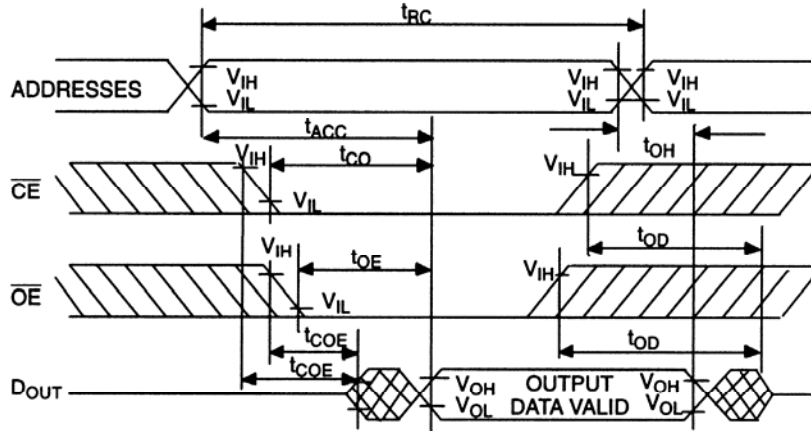 tRC
ADDRESSES
VIH
VIL
VIH
VIL
VIH
VIL
tACC
tOH
CE
VIH
tCO
VIL
VIH
tOD
OE
VIH
tOE
VIL
VIH
tOD
tCOE
tCOE
DOUT
VOH
VOL
OUTPUT
DATA VALID
VOH
VOL